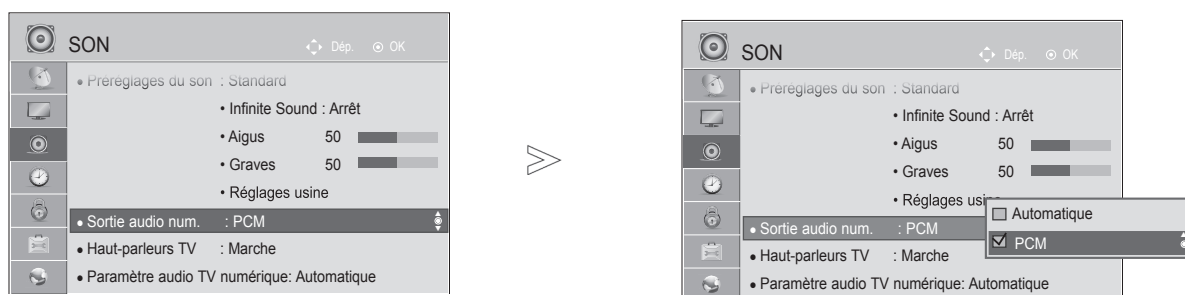 SON
Dép. OK
• Préréglages du son : Standard
• Infinite Sound : Arrêt
• Aigus 50
• Graves 50
• Réglages usine
• Sortie audio num. : PCM
• Haut-parleurs TV : Marche
• Paramètre audio TV numérique: Automatique
SON
Dép. OK
• Préréglages du son : Standard
• Infinite Sound : Arrêt
• Aigus 50
• Graves 50
• Réglages usine
• Sortie audio num. : PCM
• Haut-parleurs TV : Marche
• Paramètre audio TV numérique: Automatique
Automatique
PCM